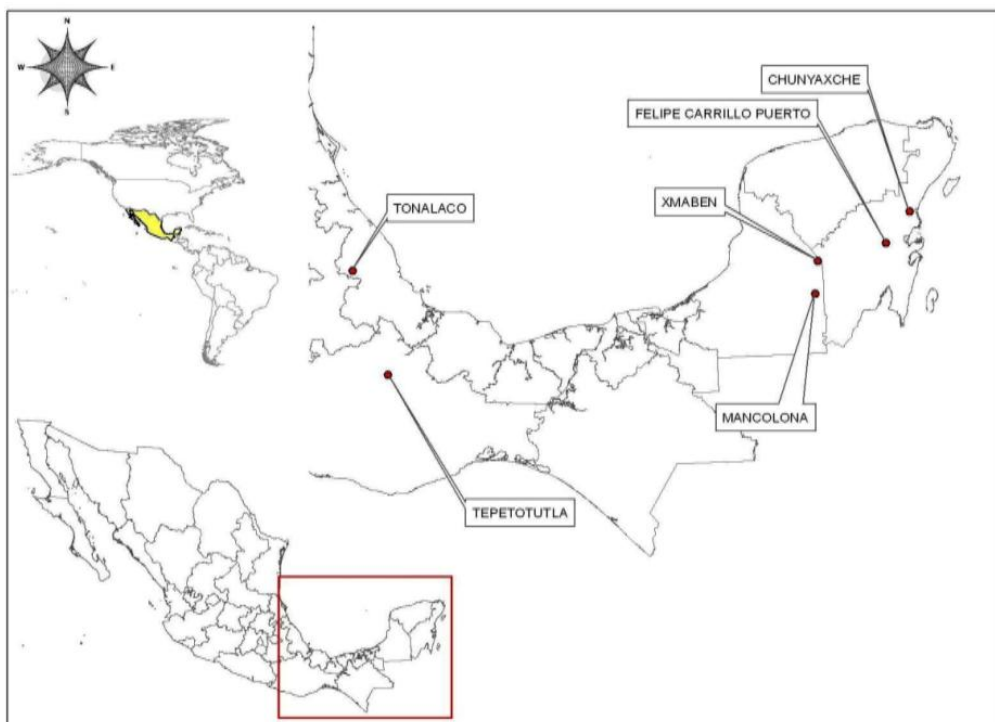 N
W
E
S
CHUNYAXCHE
FELIPE CARRILLO PUERTO
XMABEN
TONALACO
MANCOLONA
TEPETOTUTLA